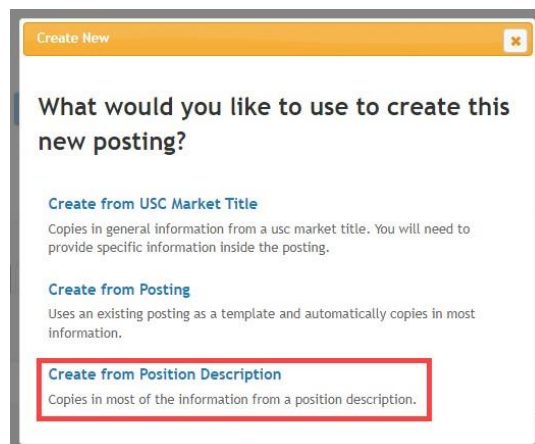 Create New
What would you like to use to create this
new posting?
Create from USC Market Title
Copies in general information from a usc market title. You will need to
provide specific information inside the posting.
Create from Posting
Uses an existing posting as a template and automatically copies in most
information.
Create from Position Description
Copies in most of the information from a position description.